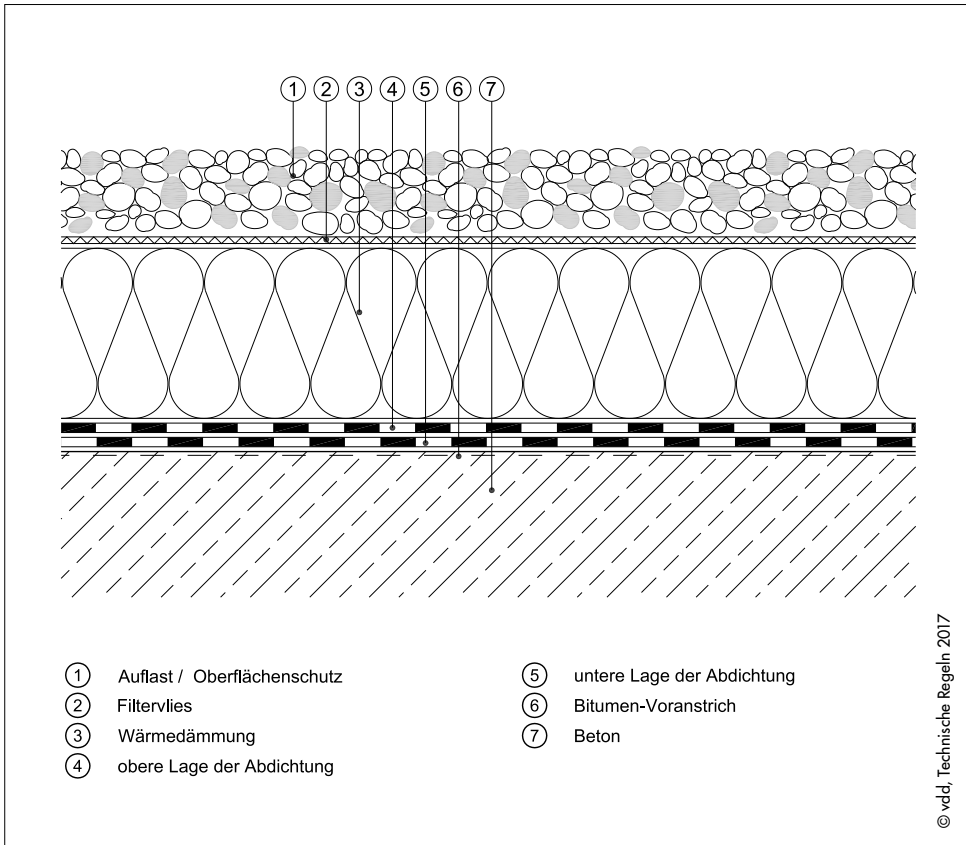 1 2 3 4 5 6 7
1 Auflast / Oberflächenschutz
2 Filtervlies
3 Wärmedämmung
4 obere Lage der Abdichtung
5 untere Lage der Abdichtung
6 Bitumen-Voranstrich
7 Beton
© vdd, Technische Regeln 2017